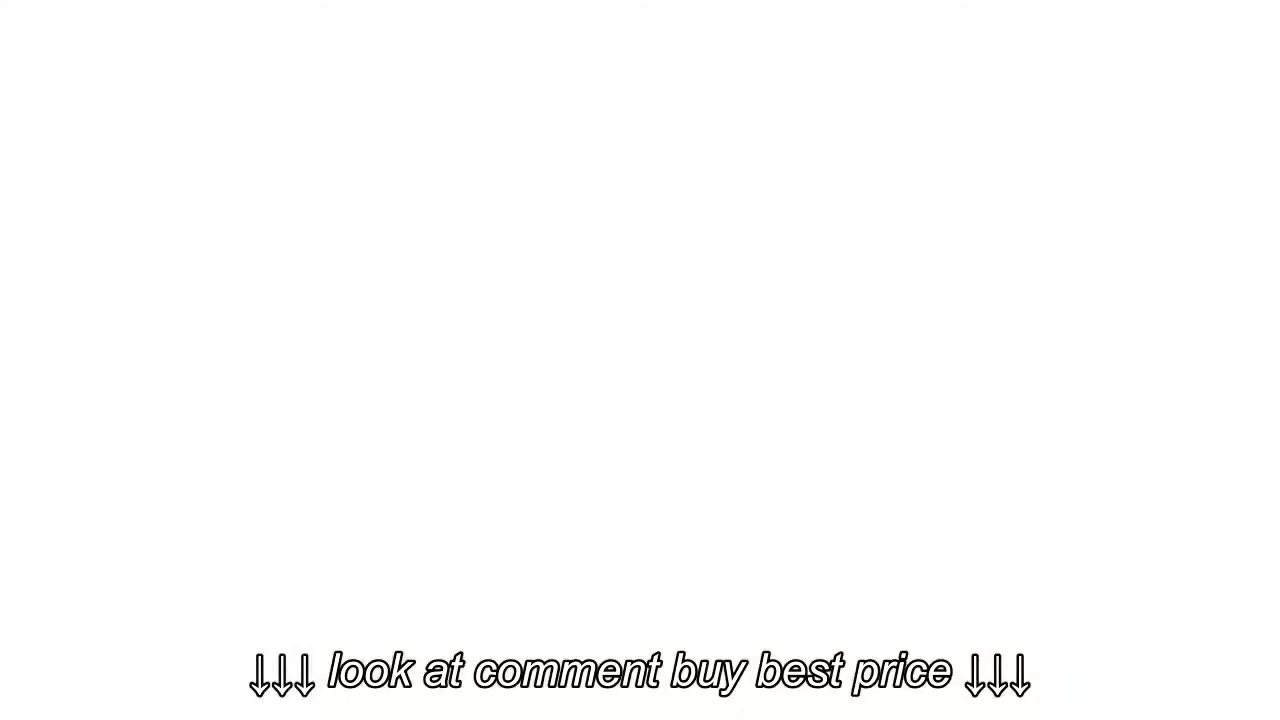 ↓↓↓ look at comment buy best price ↓↓↓